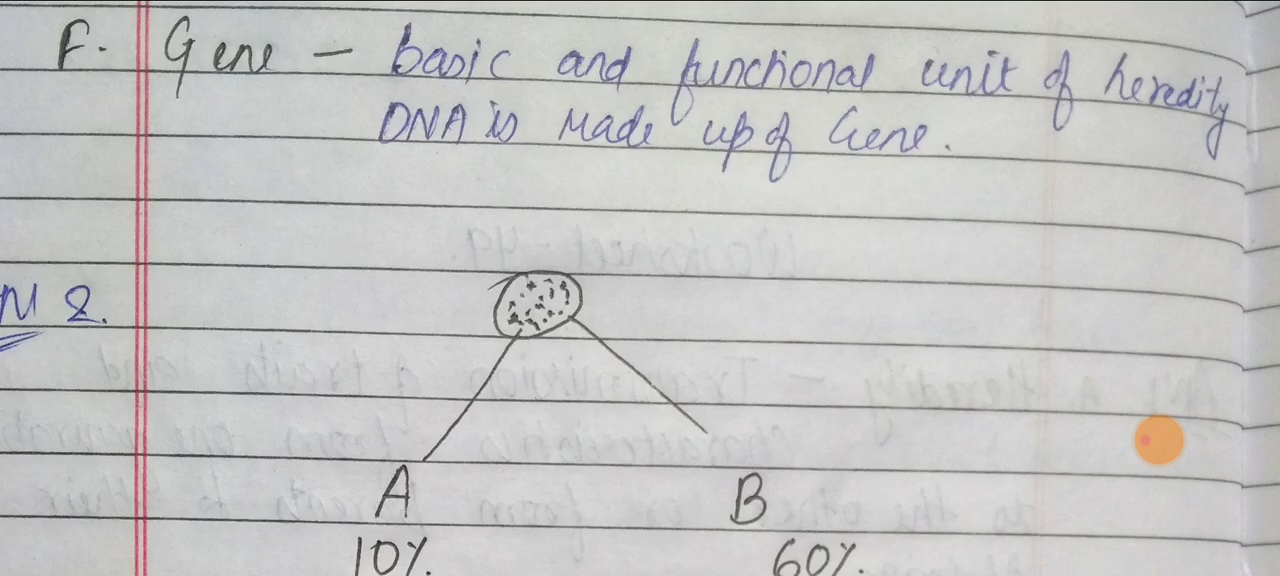 F. Gene - basic and functional unit of heredity
DNA is made up of Gene.
N 2.
A B
10%. 60%.